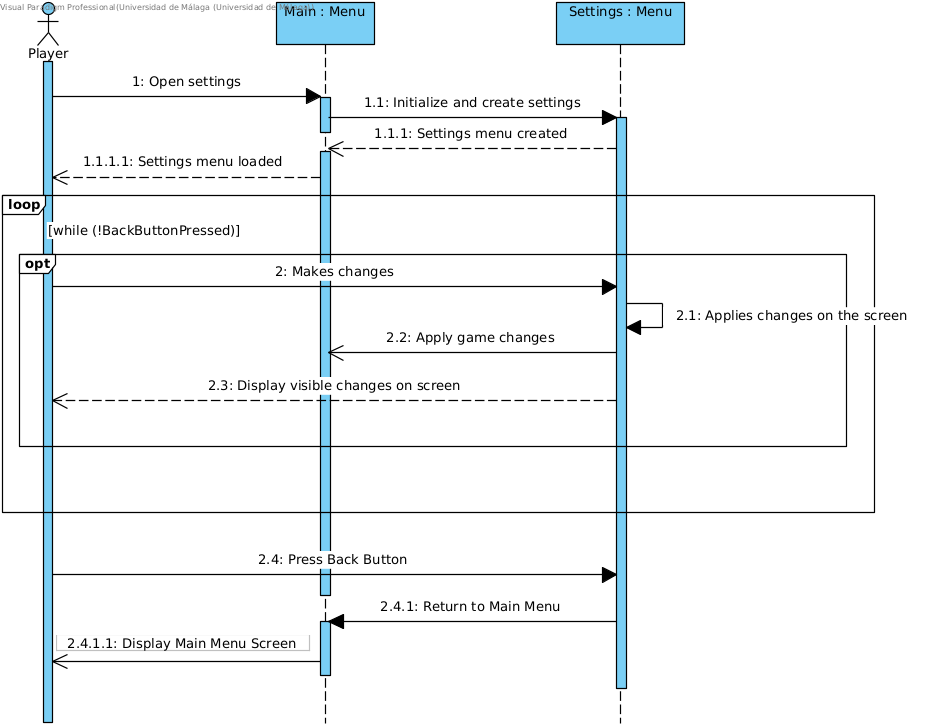 Visual Paradigm Professional(Universidad de Málaga (Universidad de Málaga))
Main : Menu
Settings : Menu
Player
1: Open settings
1.1: Initialize and create settings
1.1.1: Settings menu created
1.1.1.1: Settings menu loaded
loop
[while (!BackButtonPressed)]
opt
2: Makes changes
2.1: Applies changes on the screen
2.2: Apply game changes
2.3: Display visible changes on screen
2.4: Press Back Button
2.4.1: Return to Main Menu
2.4.1.1: Display Main Menu Screen